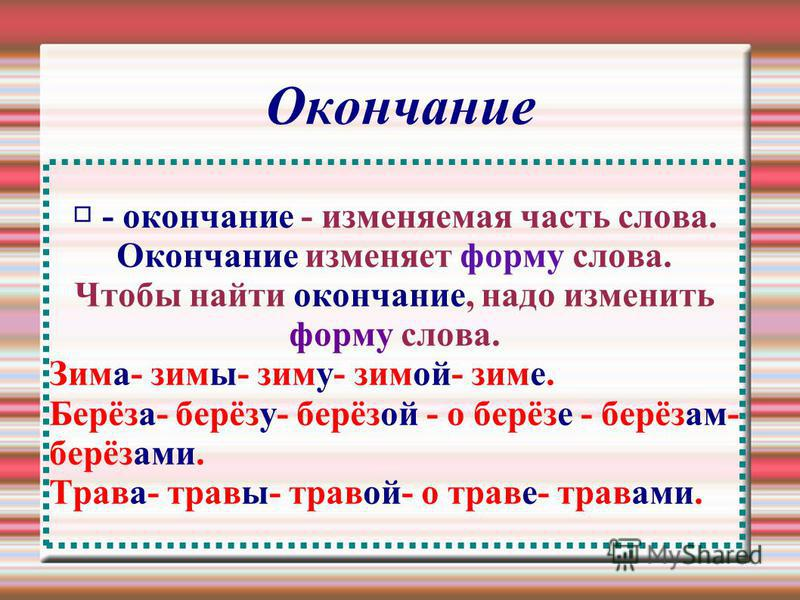 Окончание
- окончание - изменяемая часть слова.
Окончание изменяет форму слова.
Чтобы найти окончание, надо изменить
форму слова.
Зима- зимы- зиму- зимой- зиме.
Берёза- берёзу- берёзой - о берёзе - берёзам-
берёзами.
Трава- травы- травой- о траве- травами.
MyShared